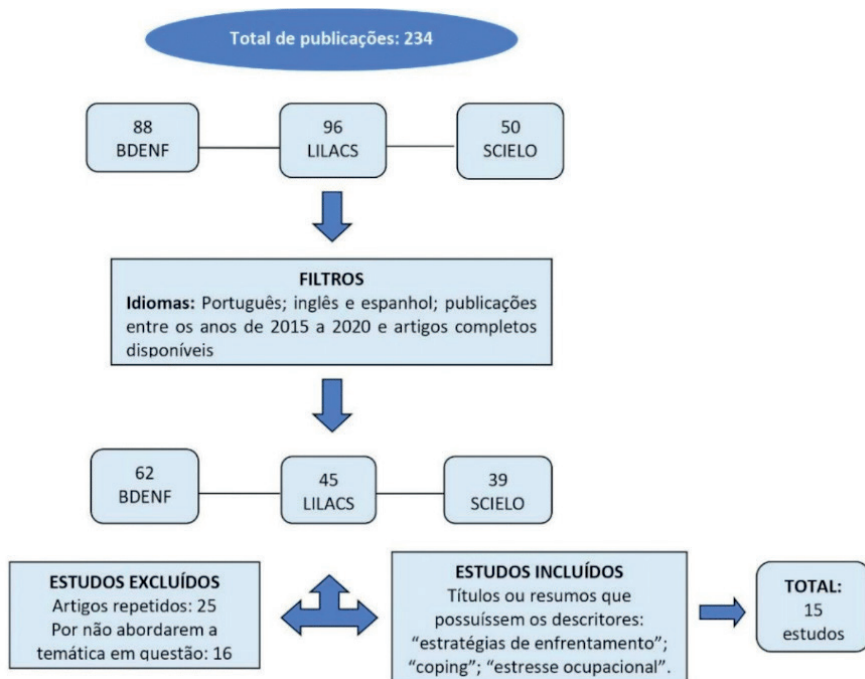 Total de publicações: 234
88
BDENF
96
LILACS
50
SCIELO
FILTROS
Idiomas: Português; inglês e espanhol; publicações
entre os anos de 2015 a 2020 e artigos completos
disponíveis
62
BDENF
45
LILACS
39
SCIELO
ESTUDOS EXCLUÍDOS
Artigos repetidos: 25
Por não abordarem a
temática em questão: 16
ESTUDOS INCLUÍDOS
Títulos ou resumos que
possuíssem os descritores:
“estratégias de enfrentamento”;
“coping”; “estresse ocupacional”.
TOTAL:
15
estudos